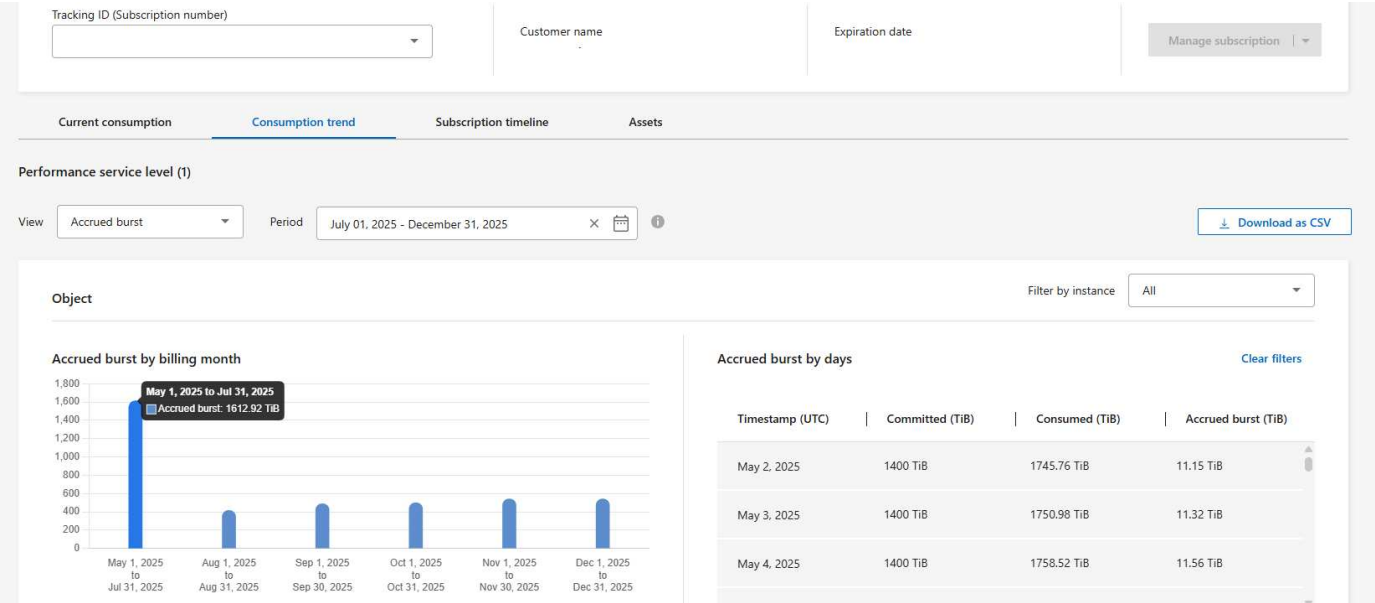 Tracking ID (Subscription number)
Customer name
Expiration date
Manage subscription
Current consumption
Consumption trend
Subscription timeline
Assets
Performance service level (1)
View
Accrued burst
Period
July 01, 2025 - December 31, 2025
Download as CSV
Object
Filter by instance
All
Accrued burst by billing month
1,800
1,600
1,400
1,200
1,000
800
600
400
200
0
May 1, 2025 to Jul 31, 2025
Accrued burst: 1612.92 TiB
May 1, 2025
to
Jul 31, 2025
Aug 1, 2025
to
Aug 31, 2025
Sep 1, 2025
to
Sep 30, 2025
Oct 1, 2025
to
Oct 31, 2025
Nov 1, 2025
to
Nov 30, 2025
Dec 1, 2025
to
Dec 31, 2025
Accrued burst by days
Clear filters
Timestamp (UTC) Committed (TiB) Consumed (TiB) Accrued burst (TiB)
May 2, 2025 1400 TiB 1745.76 TiB 11.15 TiB
May 3, 2025 1400 TiB 1750.98 TiB 11.32 TiB
May 4, 2025 1400 TiB 1758.52 TiB 11.56 TiB